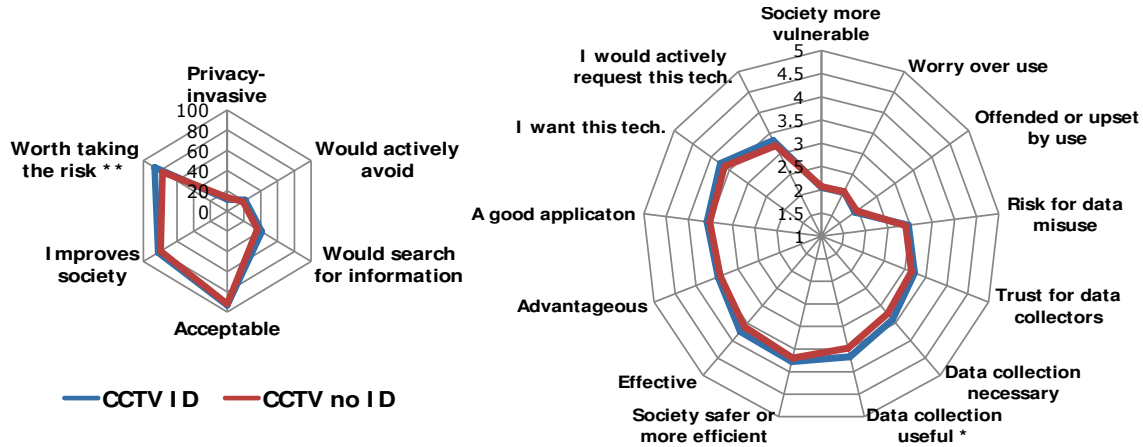 Privacy-
invasive
100
80
60
40
20
0
Would actively
avoid
Would search
for information
Acceptable
Improves
society
Worth taking
the risk **
CCTV ID
CCTV no ID
Society more
vulnerable
5
4.5
4
3.5
3
2.5
2
1.5
1
Worry over use
Offended or upset
by use
Risk for data
misuse
Trust for data
collectors
Data collection
necessary
Data collection
useful *
Society safer or
more efficient
Effective
Advantageous
A good applicaton
I want this tech.
I would actively
request this tech.